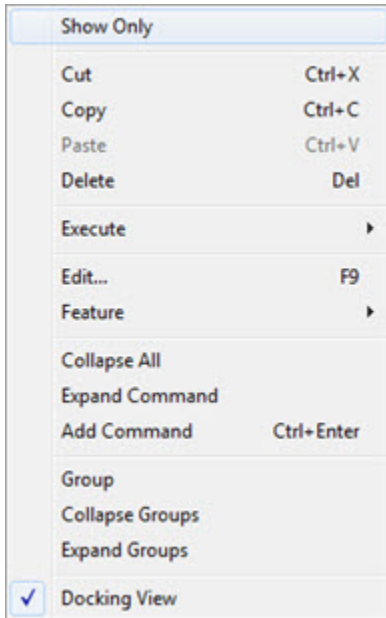 Show Only
Cut Ctrl+X
Copy Ctrl+C
Paste Ctrl+V
Delete Del
Execute
Edit... F9
Feature
Collapse All
Expand Command
Add Command Ctrl+Enter
Group
Collapse Groups
Expand Groups
Docking View